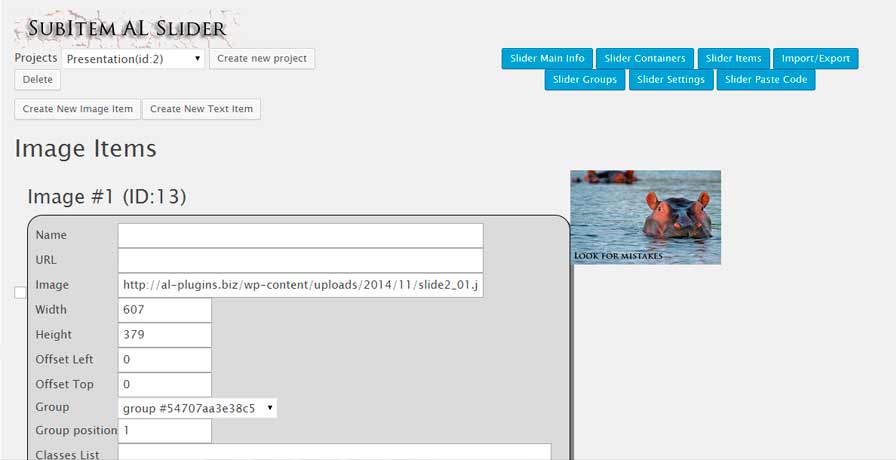 SubItem AL Slider
Projects Presentation(id:2) Create new project
Delete
Slider Main Info Slider Containers Slider Items Import/Export
Slider Groups Slider Settings Slider Paste Code
Create New Image Item Create New Text Item
Image Items
Image #1 (ID:13)
Look for mistakes
Name
URL
Image http://al-plugins.biz/wp-content/uploads/2014/11/slide2_01.j
Width 607
Height 379
Offset Left 0
Offset Top 0
Group group #54707aa3e38c5
Group position 1
Classes List